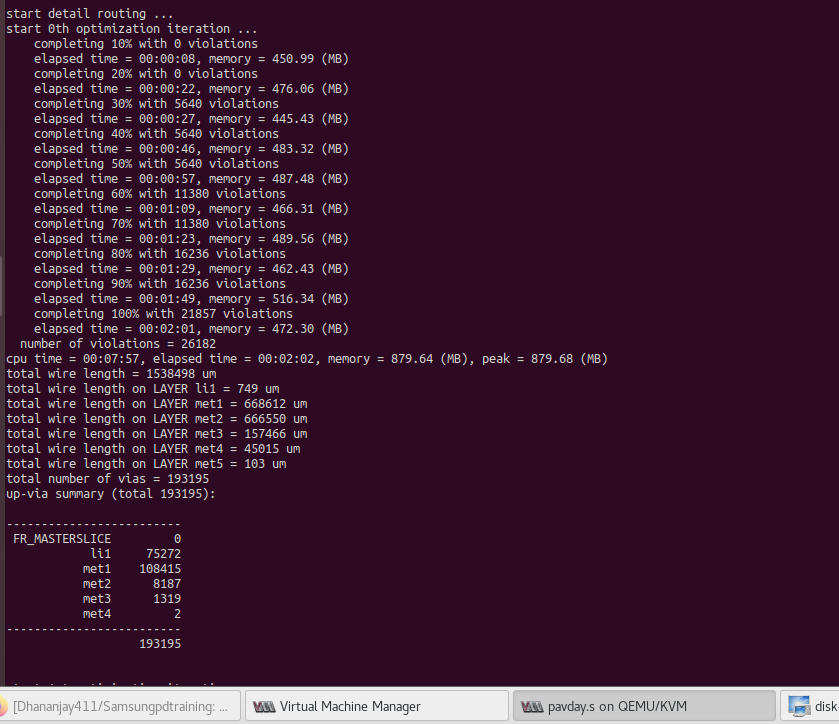 start detail routing ...
start 0th optimization iteration ...
    completing 10% with 0 violations
    elapsed time = 00:00:08, memory = 450.99 (MB)
    completing 20% with 0 violations
    elapsed time = 00:00:22, memory = 476.06 (MB)
    completing 30% with 5640 violations
    elapsed time = 00:00:27, memory = 445.43 (MB)
    completing 40% with 5640 violations
    elapsed time = 00:00:46, memory = 483.32 (MB)
    completing 50% with 5640 violations
    elapsed time = 00:00:57, memory = 487.48 (MB)
    completing 60% with 11380 violations
    elapsed time = 00:01:09, memory = 466.31 (MB)
    completing 70% with 11380 violations
    elapsed time = 00:01:23, memory = 489.56 (MB)
    completing 80% with 16236 violations
    elapsed time = 00:01:29, memory = 462.43 (MB)
    completing 90% with 16236 violations
    elapsed time = 00:01:49, memory = 516.34 (MB)
    completing 100% with 21857 violations
    elapsed time = 00:02:01, memory = 472.30 (MB)
  number of violations = 26182
cpu time = 00:07:57, elapsed time = 00:02:02, memory = 879.64 (MB), peak = 879.68 (MB)
total wire length = 1538498 um
total wire length on LAYER li1 = 749 um
total wire length on LAYER met1 = 668612 um
total wire length on LAYER met2 = 666550 um
total wire length on LAYER met3 = 157466 um
total wire length on LAYER met4 = 45015 um
total wire length on LAYER met5 = 103 um
total number of vias = 193195
up-via summary (total 193195):
-------------------------
 FR_MASTERSLICE         0
            li1     75272
           met1    108415
           met2      8187
           met3      1319
           met4         2
-------------------------
                   193195
[Dhananjay411/Samsungpdtraining: ... Virtual Machine Manager pavday.s on QEMU/KVM disk